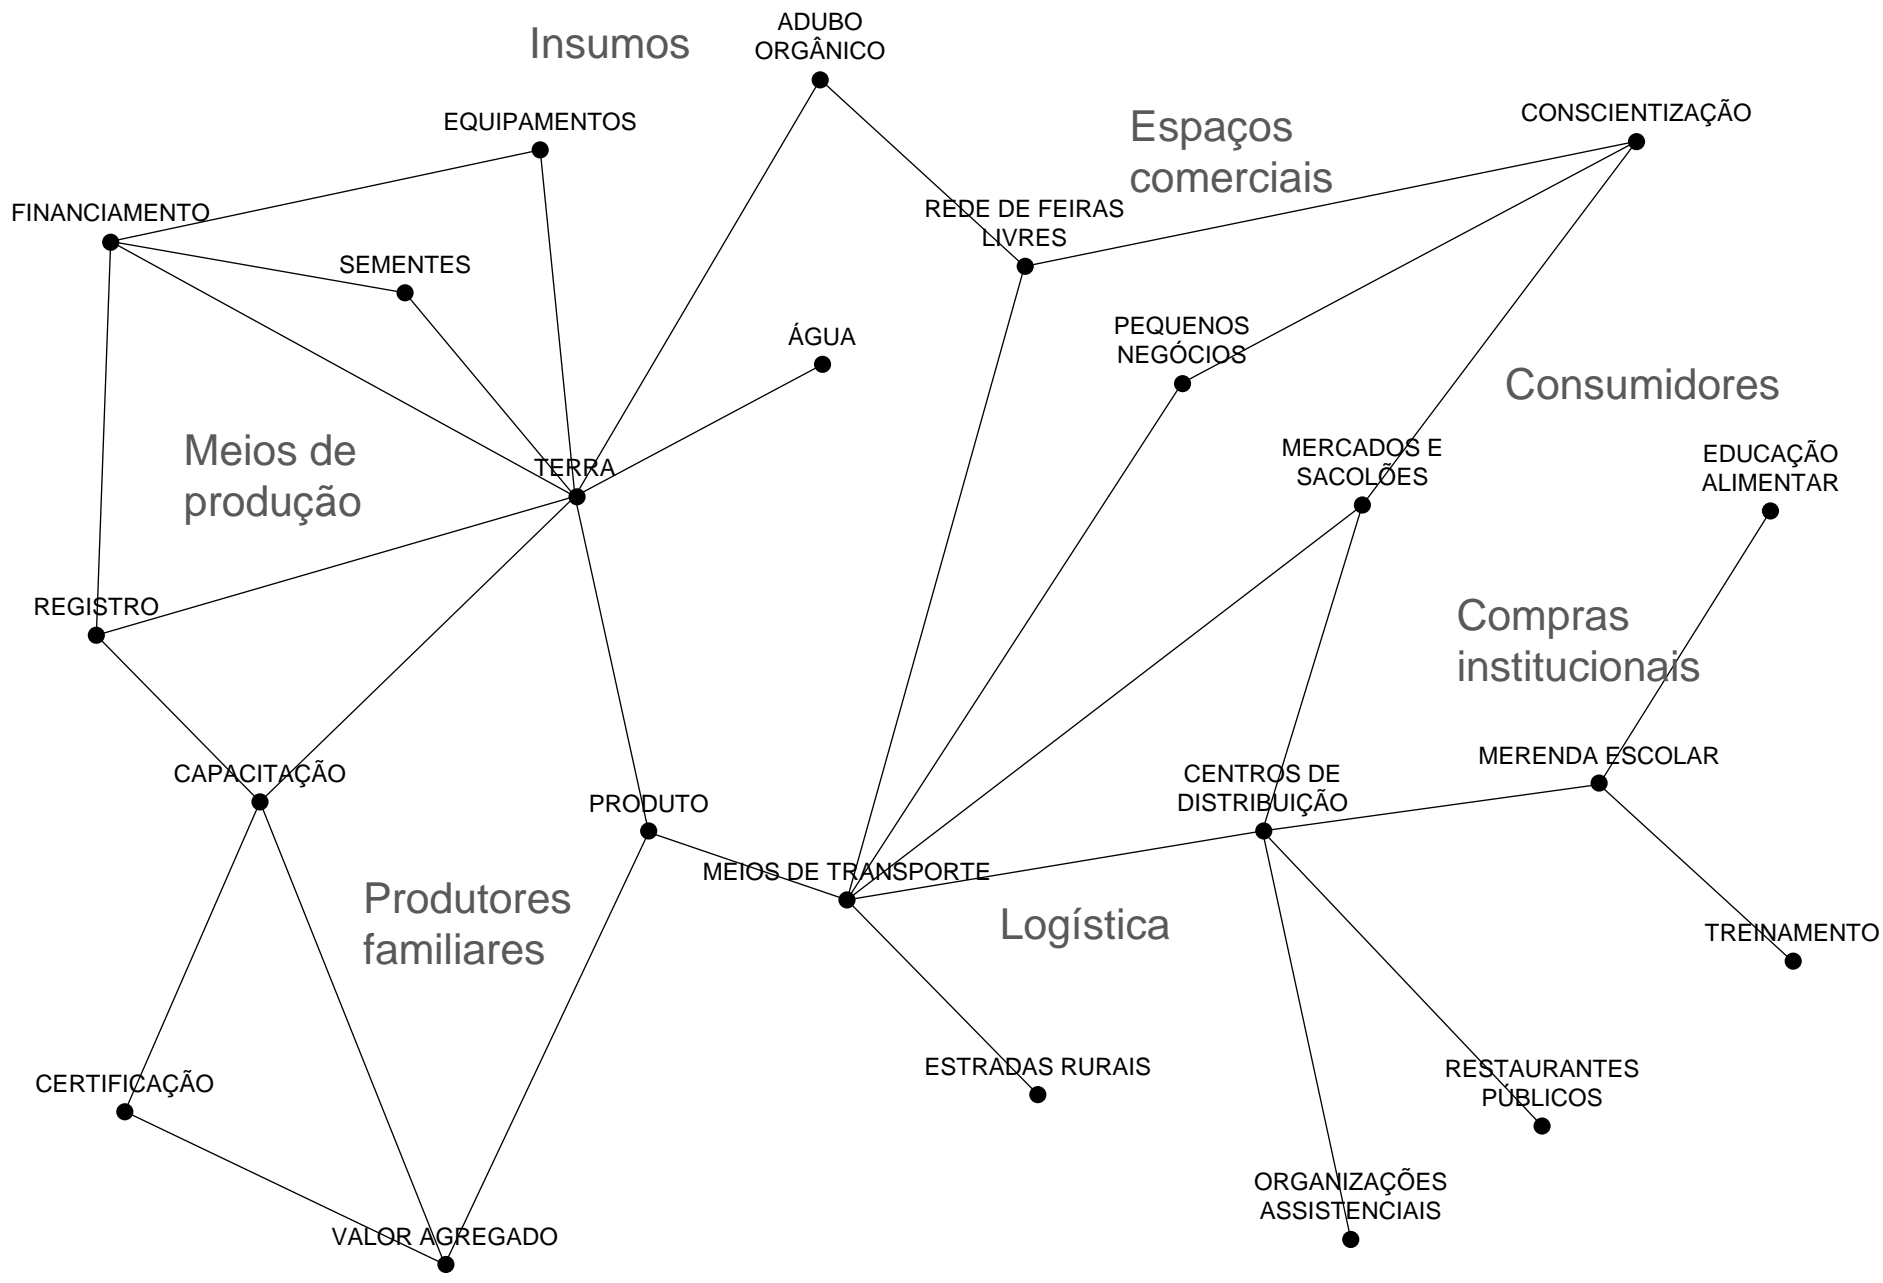 Insumos
ADUBO
ORGÂNICO
EQUIPAMENTOS
Espaços
comerciais
CONSCIENTIZAÇÃO
FINANCIAMENTO
REDE DE FEIRAS
LIVRES
SEMENTES
ÁGUA
PEQUENOS
NEGÓCIOS
Consumidores
Meios de
produção
TERRA
MERCADOS E
SACOLÕES
EDUCAÇÃO
ALIMENTAR
REGISTRO
Compras
institucionais
CAPACITAÇÃO
PRODUTO
CENTROS DE
DISTRIBUIÇÃO
MERENDA ESCOLAR
MEIOS DE TRANSPORTE
Produtores
familiares
Logística
TREINAMENTO
CERTIFICAÇÃO
ESTRADAS RURAIS
RESTAURANTES
PÚBLICOS
ORGANIZAÇÕES
ASSISTENCIAIS
VALOR AGREGADO